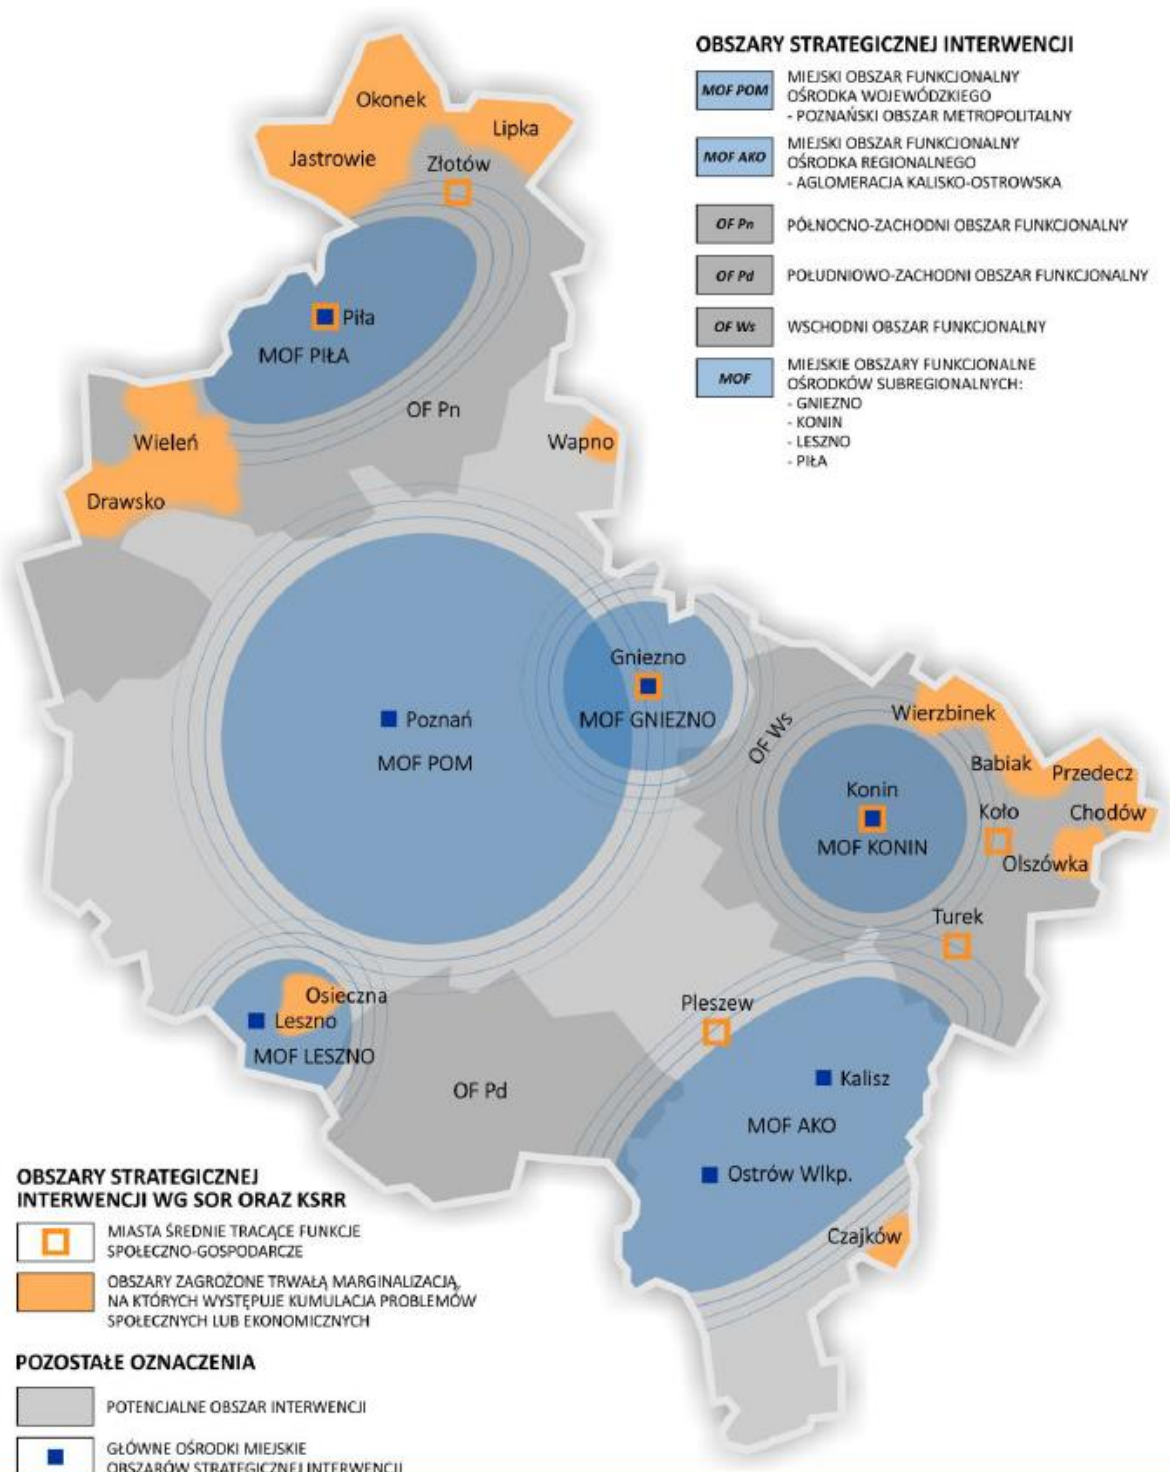 OBSZARY STRATEGICZNEJ INTERWENCJI
MOF POM
MIEJSKI OBSZAR FUNKCJONALNY
OŚRODKA WOJEWÓDZKIEGO
- POZNAŃSKI OBSZAR METROPOLITALNY
MOF AKO
MIEJSKI OBSZAR FUNKCJONALNY
OŚRODKA REGIONALNEGO
- AGLOMERACJA KALISKO-OSTROWSKA
OF Pn
PÓŁNOCNO-ZACHODNI OBSZAR FUNKCJONALNY
OF Pd
POŁUDNIOWO-ZACHODNI OBSZAR FUNKCJONALNY
OF Ws
WSCHODNI OBSZAR FUNKCJONALNY
MOF
MIEJSKIE OBSZARY FUNKCJONALNE
OŚRODKÓW SUBREGIONALNYCH:
- GNIEZNO
- KONIN
- LESZNO
- PIŁA
Okonek
Lipka
Jastrowie
Złotów
Piła
MOF PIŁA
OF Pn
Wieleń
Wapno
Drawsko
Gniezno
MOF GNIEZNO
Poznań
MOF POM
OF Ws
Wierzbinek
Babiak
Przedecz
Konin
Koło
Chodów
MOF KONIN
Olszówka
Turek
Osieczna
Leszno
MOF LESZNO
Pleszew
Kalisz
OF Pd
MOF AKO
Ostrów Wlkp.
Czajków
OBSZARY STRATEGICZNEJ
INTERWENCJI WG SOR ORAZ KSRR
MIASTA ŚREDNIE TRACĄCE FUNKCJE
SPOŁECZNO-GOSPODARCZE
OBSZARY ZAGROŻONE TRWAŁĄ MARGINALIZACJĄ,
NA KTÓRYCH WYSTĘPUJE KUMULACJA PROBLEMÓW
SPOŁECZNYCH LUB EKONOMICZNYCH
POZOSTAŁE OZNACZENIA
POTENCJALNE OBSZAR INTERWENCJI
GŁÓWNE OŚRODKI MIEJSKIE
OBSZARÓW STRATEGICZNEJ INTERWENCJI